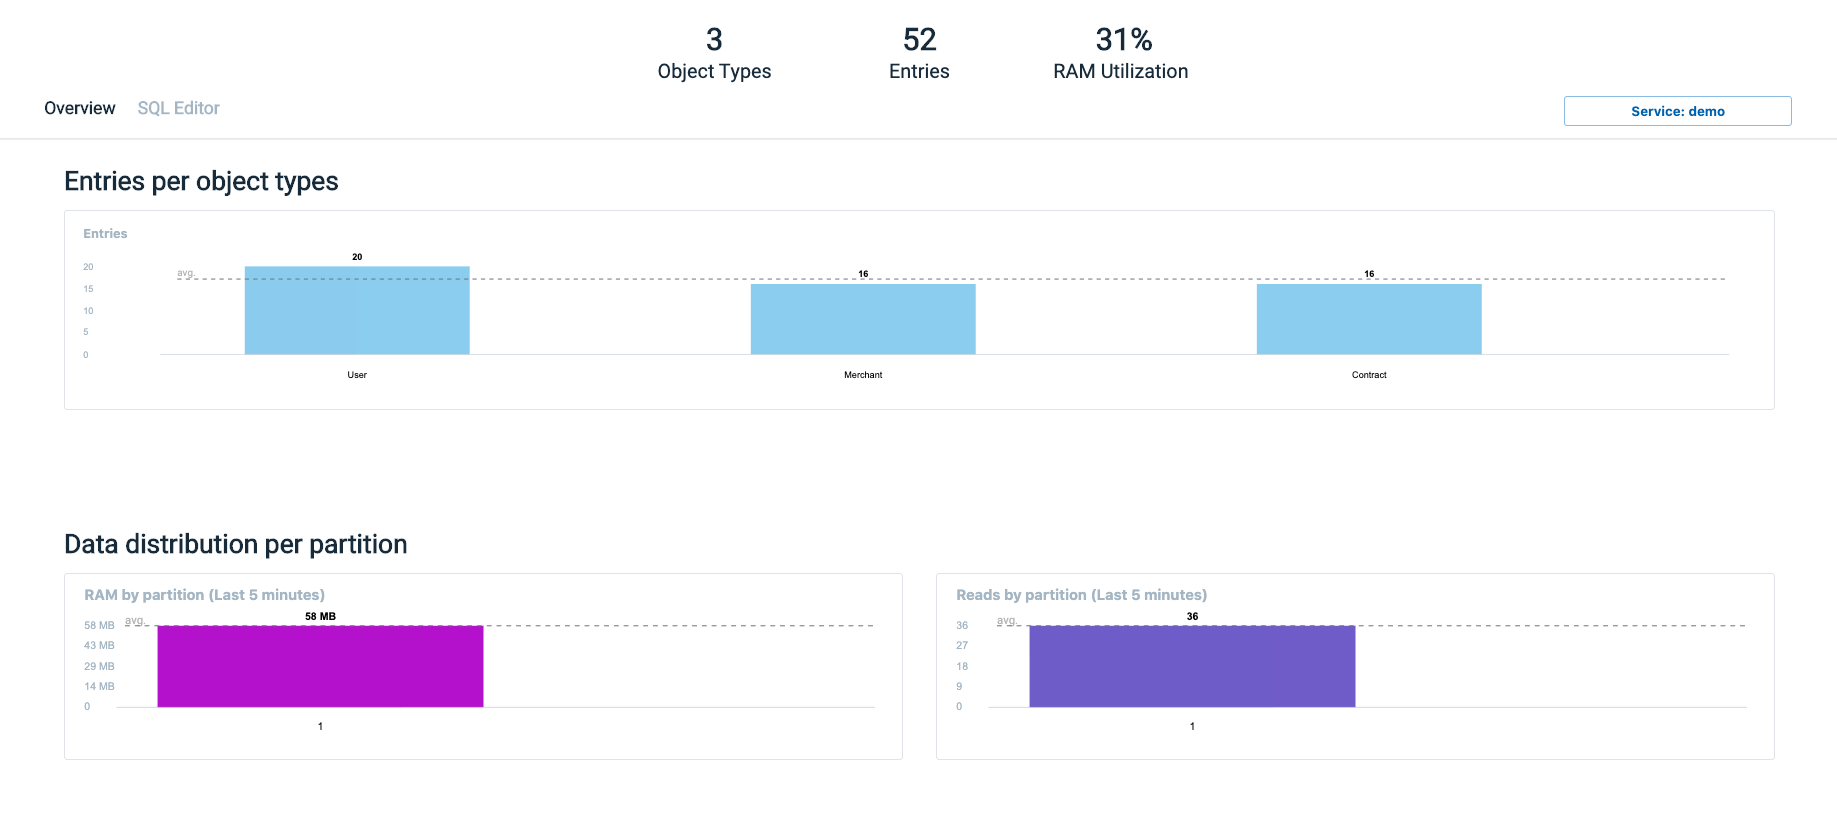 3 52 31%
Object Types Entries RAM Utilization
Overview SQL Editor Service: demo
Entries per object types
Entries
20
20
avg.
16
16
15
10
5
0
User Merchant Contract
Data distribution per partition
RAM by partition (Last 5 minutes)
58 MB
avg.
58 MB
43 MB
29 MB
14 MB
0
1
Reads by partition (Last 5 minutes)
36
avg.
36
27
18
9
0
1